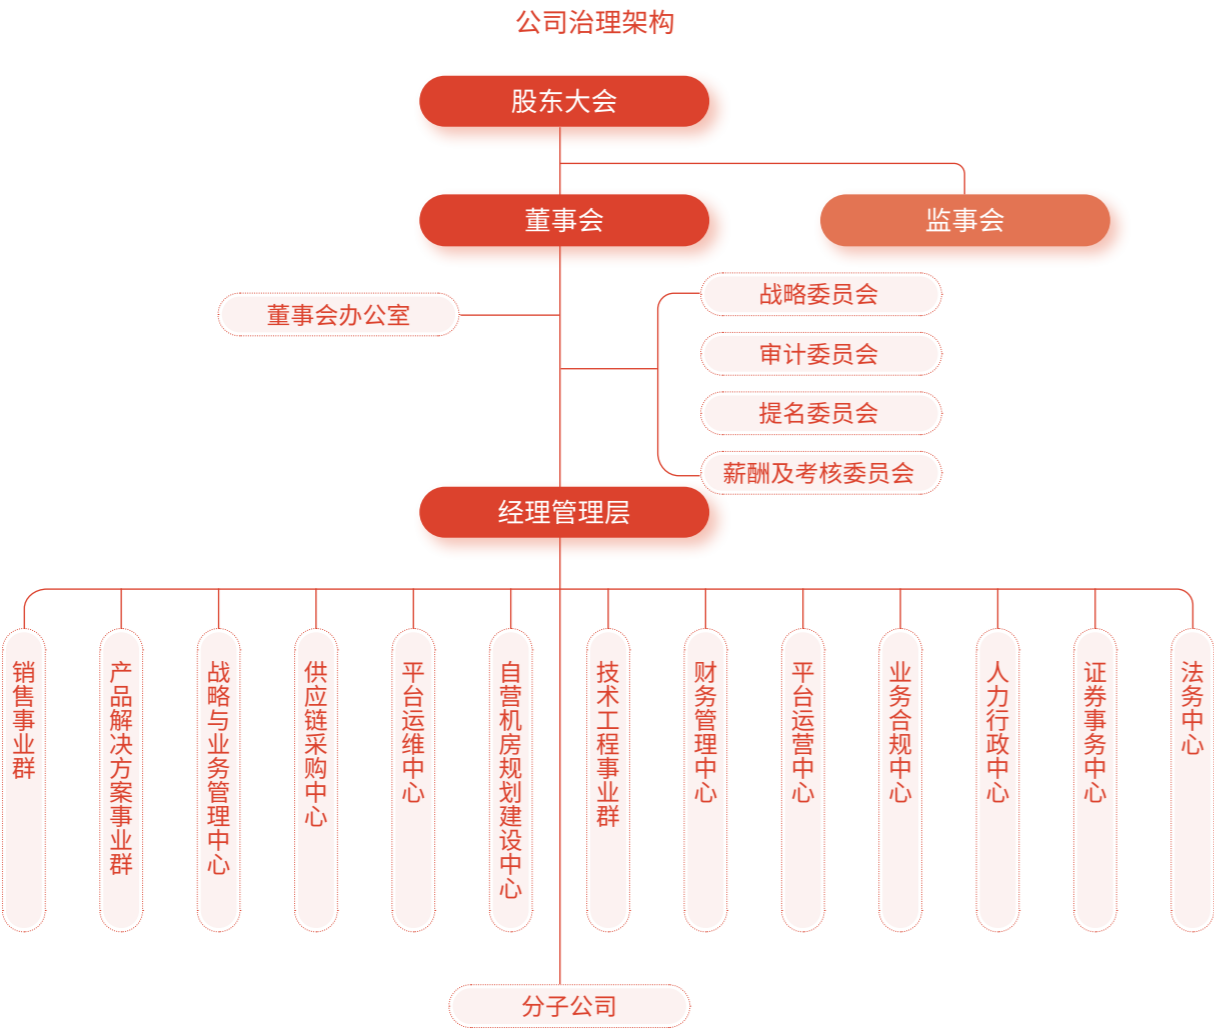 公司治理架构
股东大会
董事会
监事会
董事会办公室
战略委员会
审计委员会
提名委员会
薪酬及考核委员会
经理管理层
销售事业群
产品解决方案事业群
战略与业务管理中心
供应链采购中心
平台运维中心
自营机房规划建设中心
技术工程事业群
财务管理中心
平台运营中心
业务合规中心
人力行政中心
证券事务中心
法务中心
分子公司